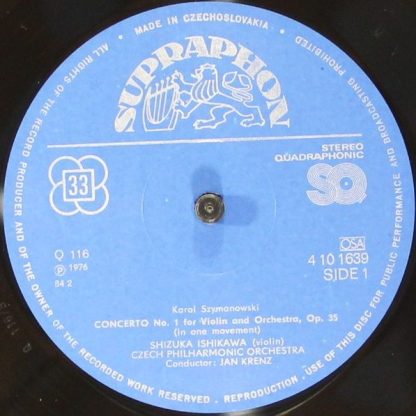 MADE IN CZECHOSLOVAKIA
ALL RIGHTS OF THE RECORD PRODUCER AND OF THE OWNER OF THE RECORDED WORK RESERVED - REPRODUCTION - USE OF THIS DISC FOR PUBLIC PERFORMANCE AND BROADCASTING PROHIBITED
SUPRAPHON
33
STEREO
QUADRAPHONIC
SQ
Q 116
Ⓟ 1976
84 2
OSA
4 10 1639
SIDE 1
Karol Szymanowski
CONCERTO No. 1 for Violin and Orchestra, Op. 35
(in one movement)
SHIZUKA ISHIKAWA (violin)
CZECH PHILHARMONIC ORCHESTRA
Conductor: JAN KRENZ